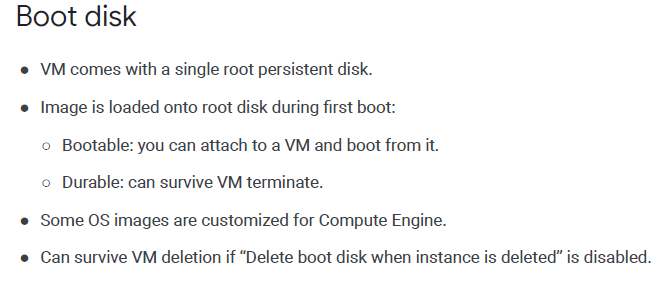 Boot disk
● VM comes with a single root persistent disk.
● Image is loaded onto root disk during first boot:
○ Bootable: you can attach to a VM and boot from it.
○ Durable: can survive VM terminate.
● Some OS images are customized for Compute Engine.
● Can survive VM deletion if “Delete boot disk when instance is deleted” is disabled.